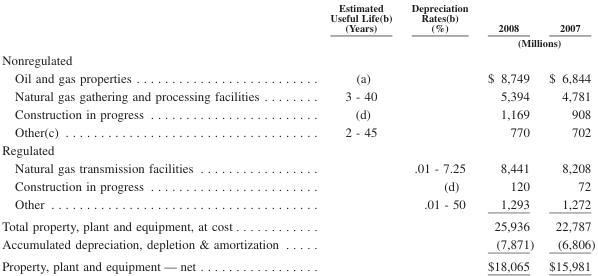 Estimated Depreciation
Useful Life(b) Rates(b)
(Years) (%) 2008 2007
(Millions)
Nonregulated
Oil and gas properties . . . . . . . . . . . . . . . . . . . . . . . . . . (a) $ 8,749 $ 6,844
Natural gas gathering and processing facilities . . . . . . . . 3 - 40 5,394 4,781
Construction in progress . . . . . . . . . . . . . . . . . . . . . . . . (d) 1,169 908
Other(c) . . . . . . . . . . . . . . . . . . . . . . . . . . . . . . . . . . . . 2 - 45 770 702
Regulated
Natural gas transmission facilities . . . . . . . . . . . . . . . . . .01 - 7.25 8,441 8,208
Construction in progress . . . . . . . . . . . . . . . . . . . . . . . . (d) 120 72
Other . . . . . . . . . . . . . . . . . . . . . . . . . . . . . . . . . . . . . . .01 - 50 1,293 1,272
Total property, plant and equipment, at cost . . . . . . . . . . . . 25,936 22,787
Accumulated depreciation, depletion & amortization . . . . . (7,871) (6,806)
Property, plant and equipment — net . . . . . . . . . . . . . . . . . $18,065 $15,981